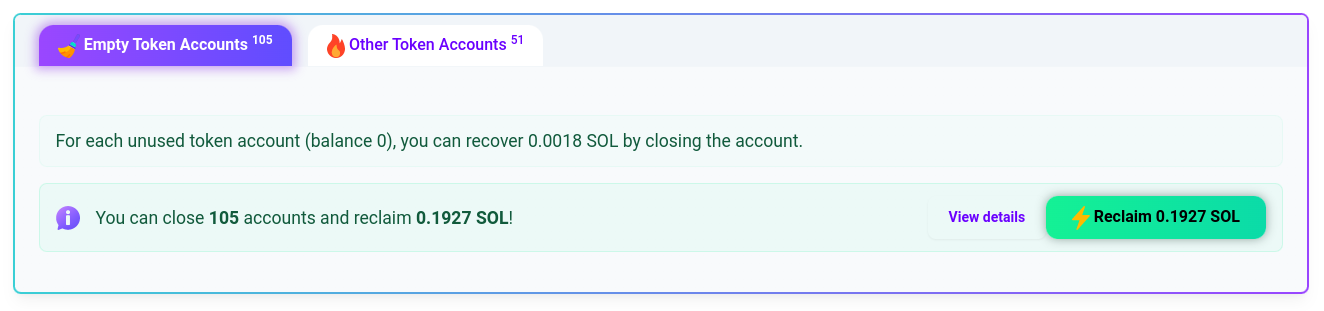 Empty Token Accounts 105
Other Token Accounts 51
For each unused token account (balance 0), you can recover 0.0018 SOL by closing the account.
You can close 105 accounts and reclaim 0.1927 SOL!
View details
Reclaim 0.1927 SOL